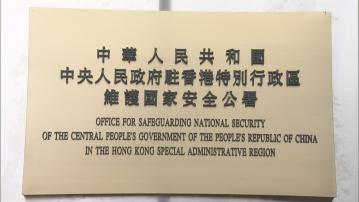 中華人民共和國
中央人民政府駐香港特別行政區
維護國家安全公署
OFFICE FOR SAFEGUARDING NATIONAL SECURITY
OF THE CENTRAL PEOPLE'S GOVERNMENT OF THE PEOPLE'S REPUBLIC OF CHINA
IN THE HONG KONG SPECIAL ADMINISTRATIVE REGION